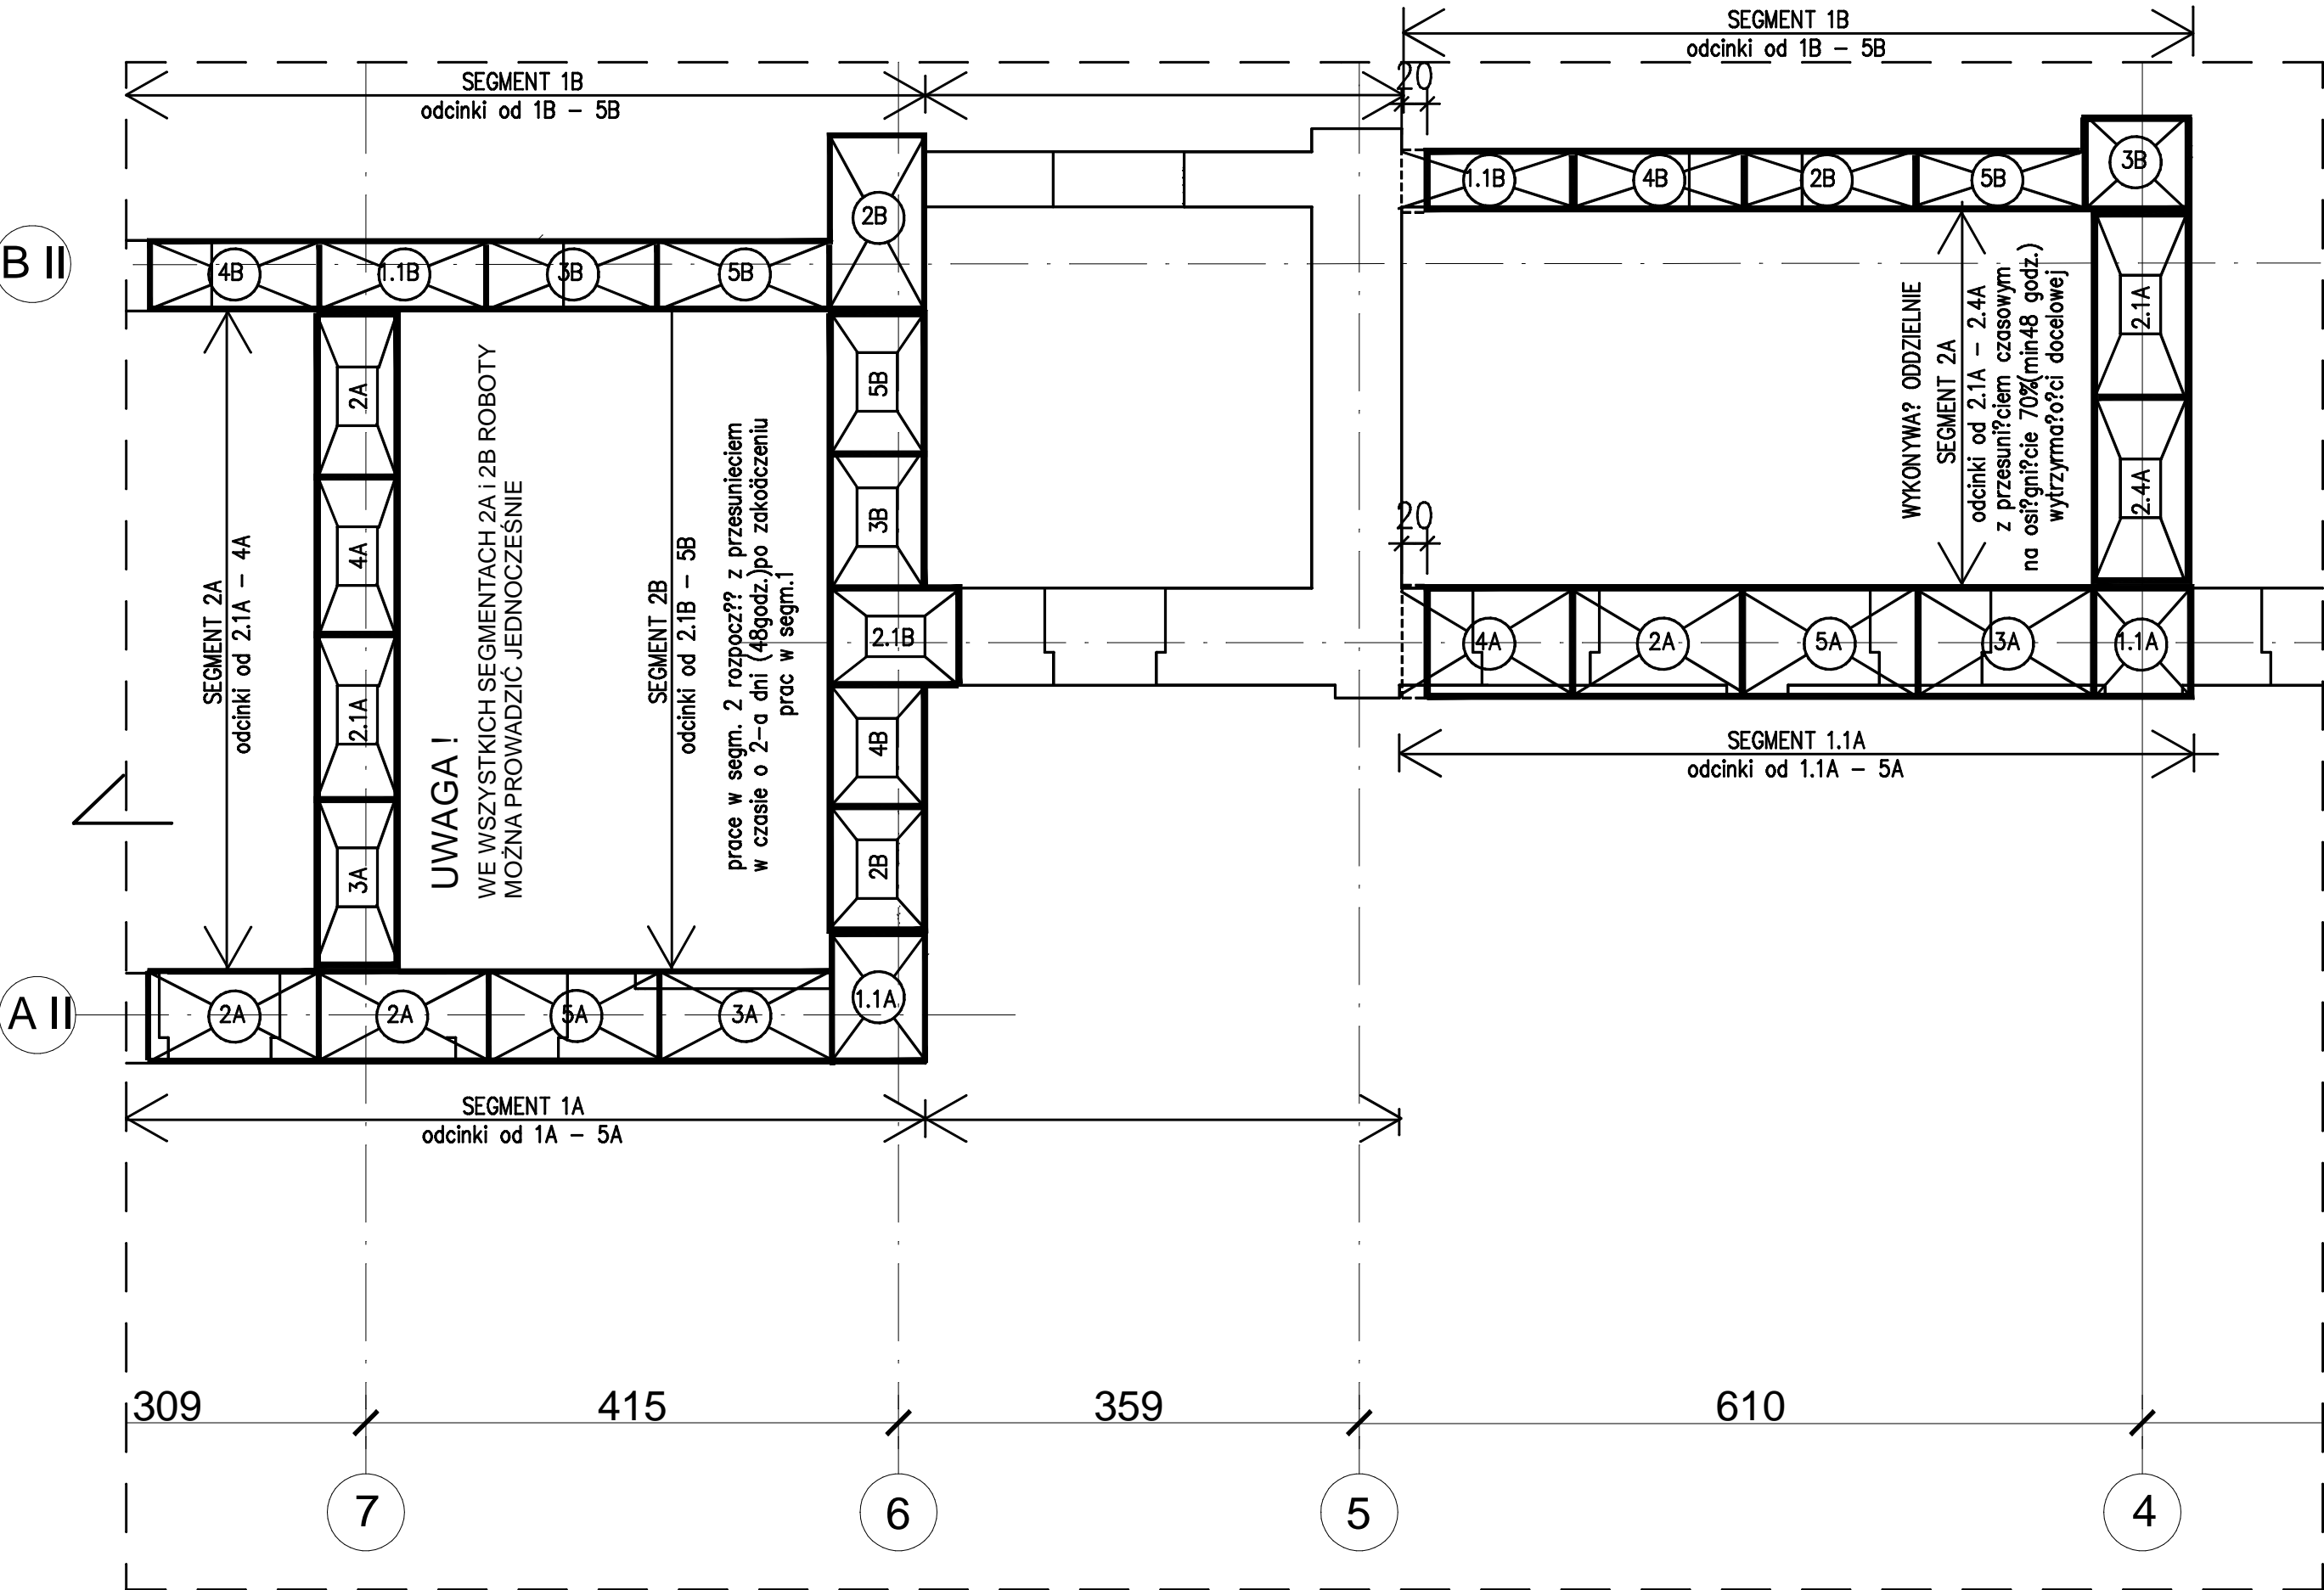 SEGMENT 1B
odcinki od 1B – 5B
SEGMENT 1B
odcinki od 1B – 5B
20
3B
1.1B
4B
2B
5B
2B
B II
4B
1.1B
3B
5B
2A
4A
2.1A
3A
SEGMENT 2A
odcinki od 2.1A – 4A
UWAGA !
WE WSZYSTKICH SEGMENTACH 2A i 2B ROBOTY
MOŻNA PROWADZIĆ JEDNOCZEŚNIE
SEGMENT 2B
odcinki od 2.1B – 5B
prace w segm. 2 rozpocz?? z przesunieciem
w czasie o 2–a dni (48godz.)po zakoäczeniu
prac w segm.1
5B
3B
2.1B
4B
2B
WYKONYWA? ODDZIELNIE
SEGMENT 2A
odcinki od 2.1A – 2.4A
z przesuni?ciem czasowym
na osi?gni?cie 70%(min48 godz.)
wytrzyrma?o?ci docelowej
2.1A
2.4A
20
4A
2A
5A
3A
1.1A
SEGMENT 1.1A
odcinki od 1.1A – 5A
A II
2A
2A
5A
3A
1.1A
SEGMENT 1A
odcinki od 1A – 5A
309
415
359
610
7
6
5
4